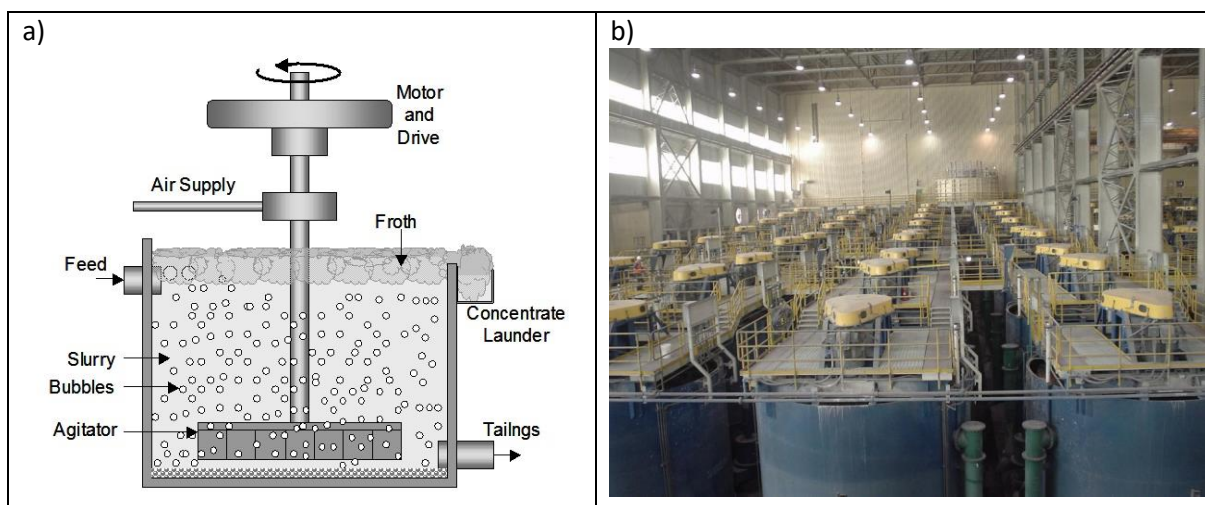 a)
Motor
and
Drive
Air Supply
Froth
Feed
Concentrate
Launder
Slurry
Bubbles
Agitator
Tailngs
b)